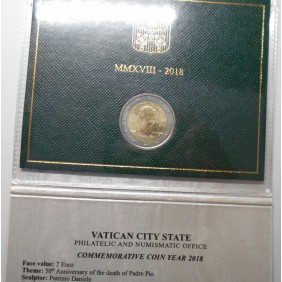 MMXVIII - 2018
VATICAN CITY STATE
PHILATELIC AND NUMISMATIC OFFICE
COMMEMORATIVE COIN YEAR 2018
Face value: 2 Euro
Theme: 50th Anniversary of the death of Padre Pio
Sculptor: Patrizio Daniele